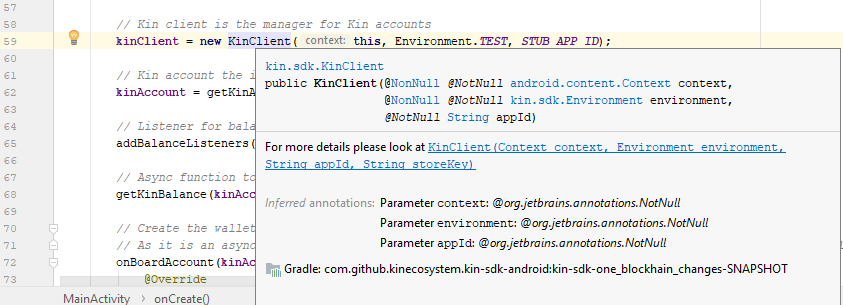 57
58 // Kin client is the manager for Kin accounts
59 kinClient = new KinClient( context: this, Environment.TEST, STUB_APP_ID);
60 kin.sdk.KinClient
61 // Kin account the i public KinClient(@NonNull @NotNull android.content.Context context,
62 kinAccount = getKinA @NonNull @NotNull kin.sdk.Environment environment,
63 @NotNull String appId)
64 // Listener for bala
65 addBalanceListeners( For more details please look at KinClient(Context context, Environment environment,
66 String appId, String storeKey)
67 // Async function to
68 getKinBalance(kinAcc Inferred annotations: Parameter context: @org.jetbrains.annotations.NotNull
69 Parameter environment: @org.jetbrains.annotations.NotNull
70 // Create the wallet
71 // As it is an async Parameter appId: @org.jetbrains.annotations.NotNull
72 onBoardAccount(kinAc Gradle: com.github.kinecosystem.kin-sdk-android:kin-sdk-one_blockhain_changes-SNAPSHOT
73 @Override
MainActivity › onCreate()